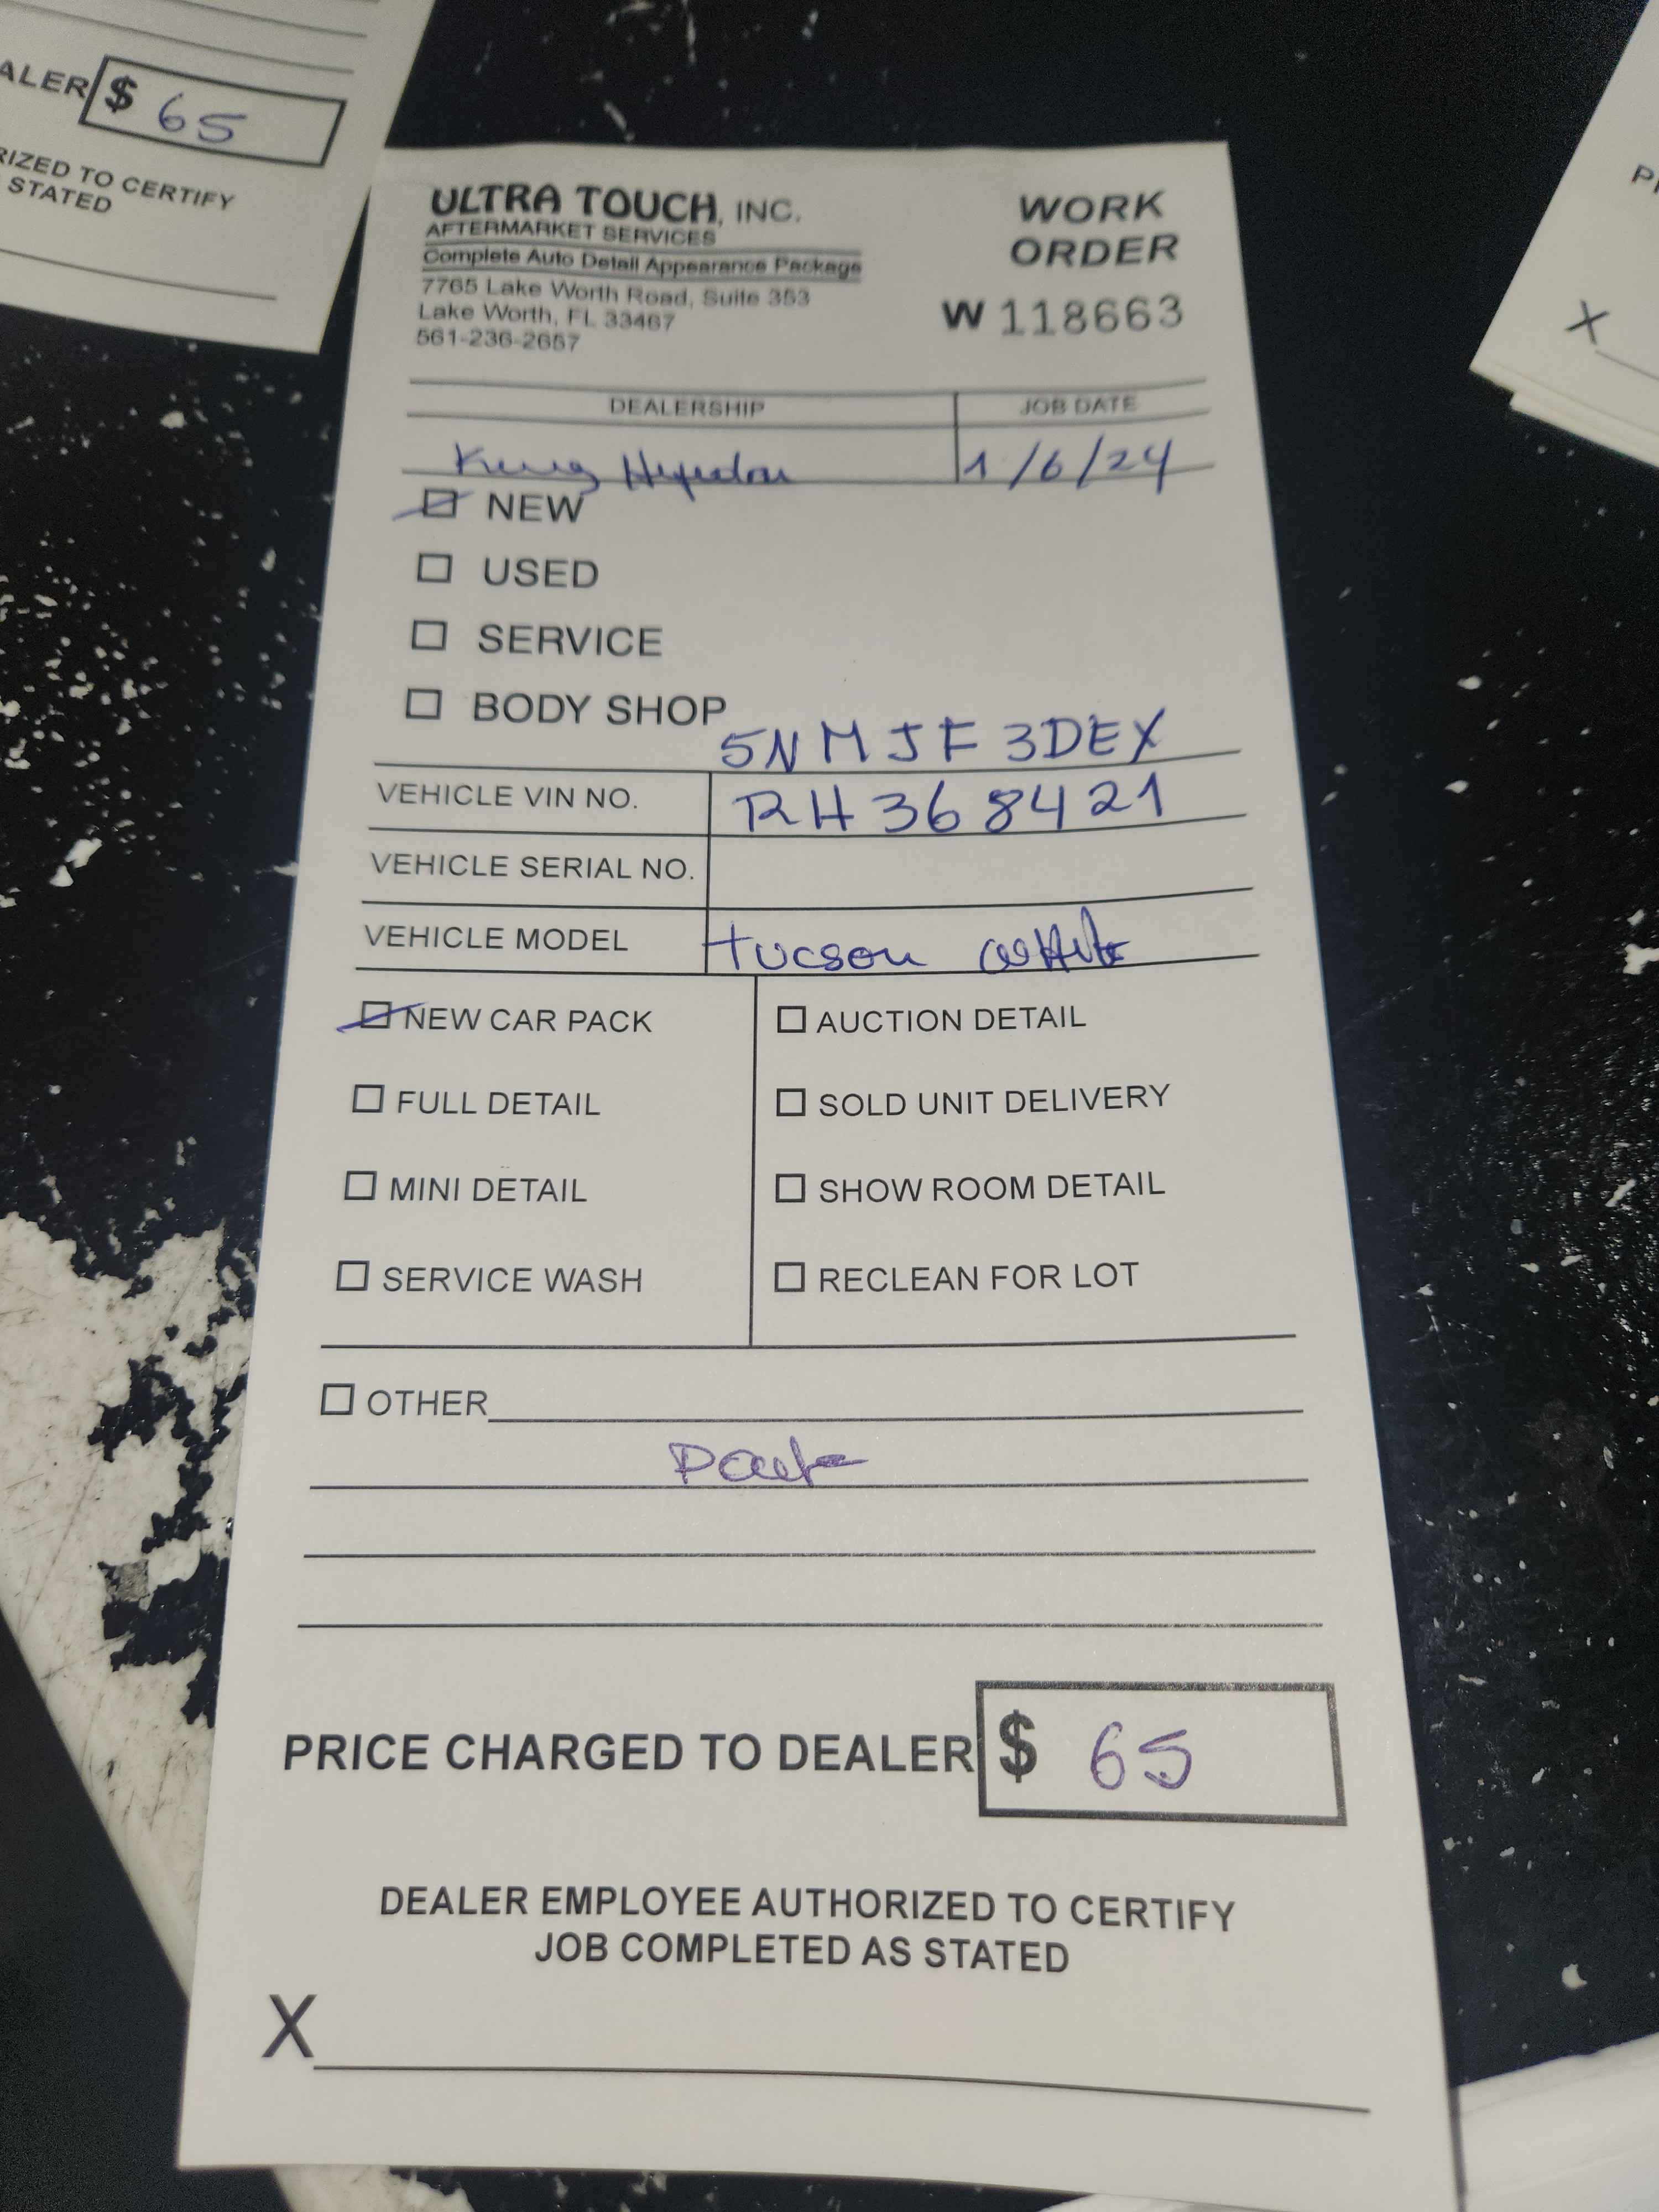 ALER $ 65
RIZED TO CERTIFY
STATED
ULTRA TOUCH, INC.
AFTERMARKET SERVICES
Complete Auto Detail Appearance Package
7765 Lake Worth Road, Suite 353
Lake Worth, FL 33467
561-236-2657
WORK
ORDER
W 118663
DEALERSHIP JOB DATE
King 1/6/24
NEW
USED
SERVICE
BODY SHOP
5NMJF3DEX
VEHICLE VIN NO. RH368421
VEHICLE SERIAL NO.
VEHICLE MODEL Tucson white
NEW CAR PACK AUCTION DETAIL
FULL DETAIL SOLD UNIT DELIVERY
MINI DETAIL SHOW ROOM DETAIL
SERVICE WASH RECLEAN FOR LOT
OTHER
PRICE CHARGED TO DEALER $ 65
DEALER EMPLOYEE AUTHORIZED TO CERTIFY
JOB COMPLETED AS STATED
X
X